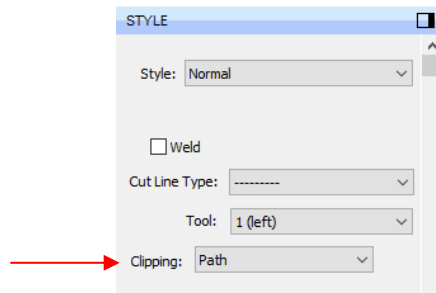 STYLE
Style: Normal
Weld
Cut Line Type: ---------
Tool: 1 (left)
Clipping: Path